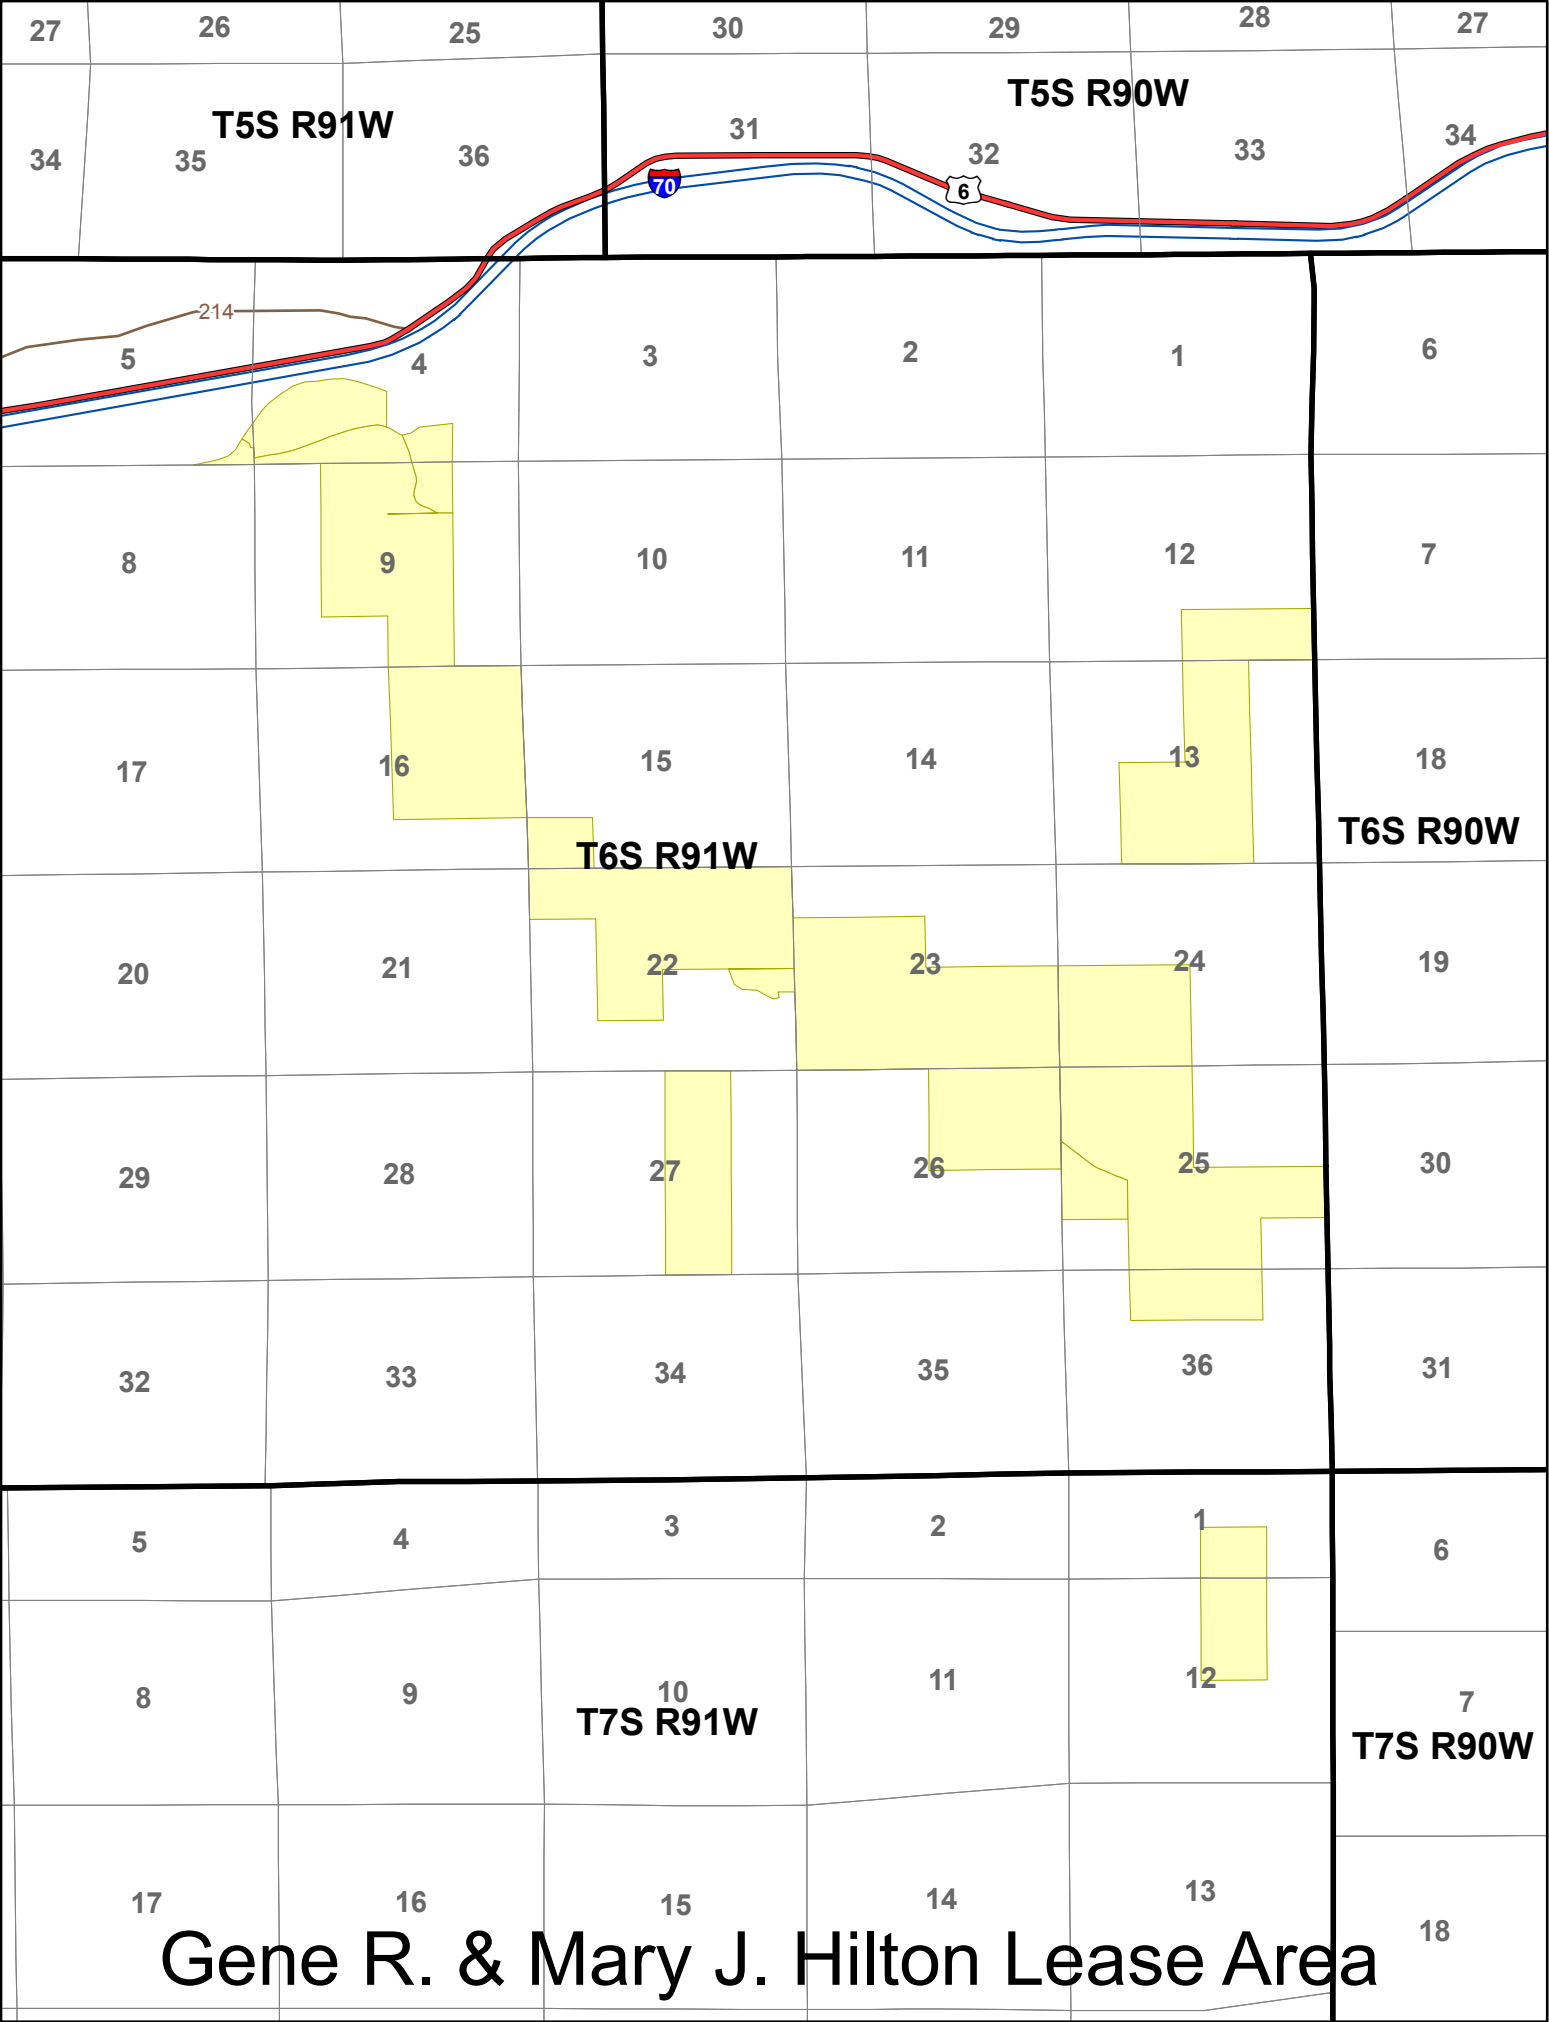 27 26 25 30 29 28 27
T5S R91W T5S R90W
34 35 36 31 32 33 34
70 6
214
5 4 3 2 1 6
8 9 10 11 12 7
17 16 15 14 13 18
T6S R91W T6S R90W
20 21 22 23 24 19
29 28 27 26 25 30
32 33 34 35 36 31
5 4 3 2 1 6
8 9 10 11 12 7
T7S R91W T7S R90W
17 16 15 14 13 18
Gene R. & Mary J. Hilton Lease Area